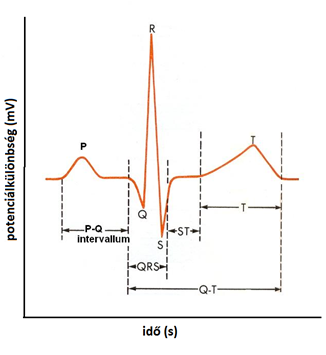 potenciálkülönbség (mV)
R
P
T
Q
S
P-Q
intervallum
ST
T
QRS
Q-T
idő (s)